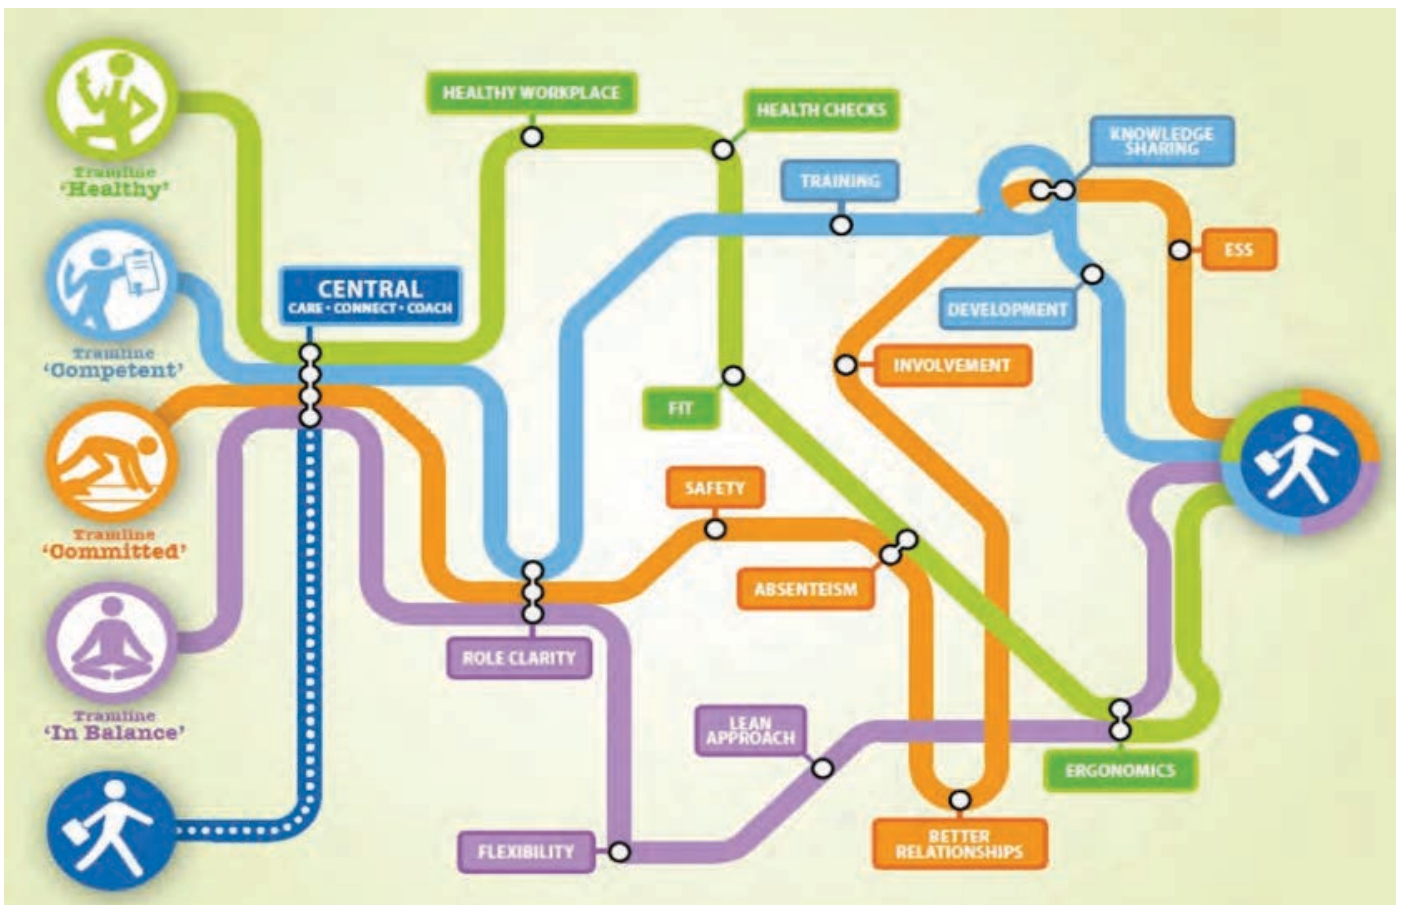 Tramline
'Healthy'
Tramline
'Competent'
Tramline
'Committed'
Tramline
'In Balance'
CENTRAL
CARE • CONNECT • COACH
HEALTHY WORKPLACE
HEALTH CHECKS
TRAINING
KNOWLEDGE
SHARING
ESS
DEVELOPMENT
INVOLVEMENT
FIT
SAFETY
ABSENTEISM
ROLE CLARITY
LEAN
APPROACH
ERGONOMICS
FLEXIBILITY
BETTER
RELATIONSHIPS